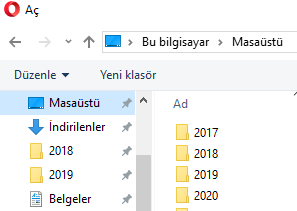 Aç
Bu bilgisayar > Masaüstü
Düzenle Yeni klasör
Masaüstü
İndirilenler
2018
2019
Belgeler
Ad
2017
2018
2019
2020